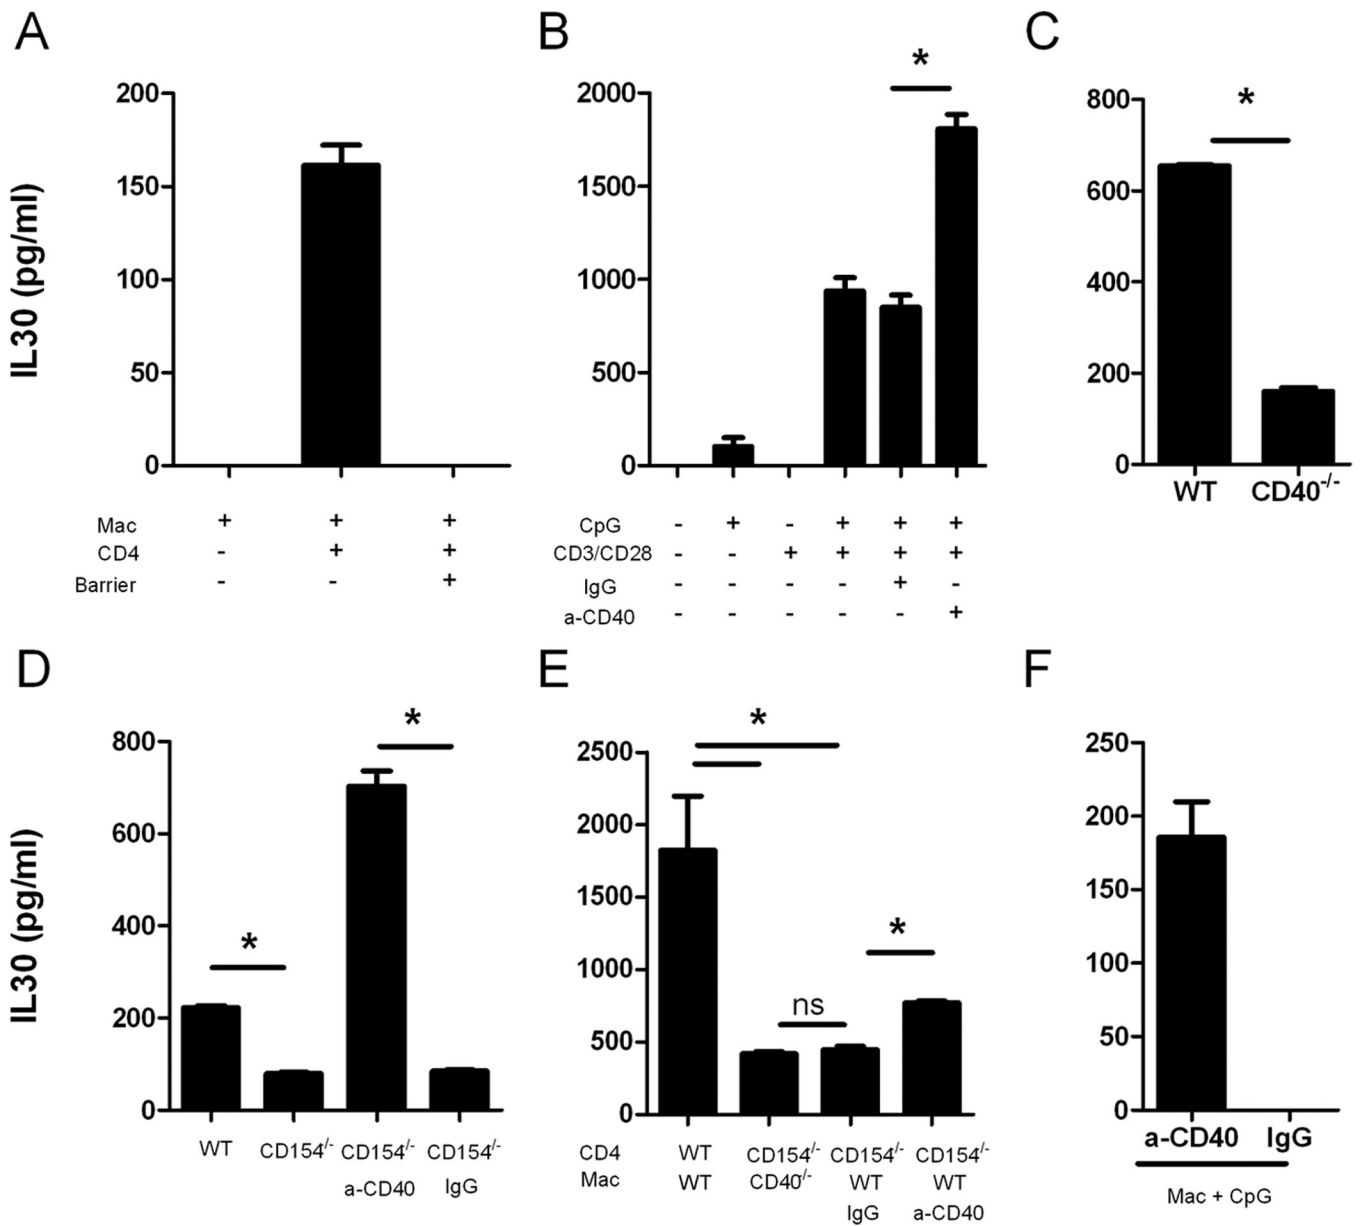 A
B
C
IL30 (pg/ml)
200
150
100
50
0
Mac + + +
CD4 - + +
Barrier - - +
*
2000
1500
1000
500
0
CpG - + - + + +
CD3/CD28 - - + + + +
IgG - - - - + -
a-CD40 - - - - - +
*
800
600
400
200
0
WT CD40-/-
D
E
F
IL30 (pg/ml)
* *
800
600
400
200
0
WT CD154/- CD154/- CD154/-
a-CD40 IgG
*
ns
*
2500
2000
1500
1000
500
0
CD4 WT CD154/- CD154/- CD154/-
Mac WT CD40/- WT WT
IgG a-CD40
250
200
150
100
50
0
a-CD40 IgG
Mac + CpG